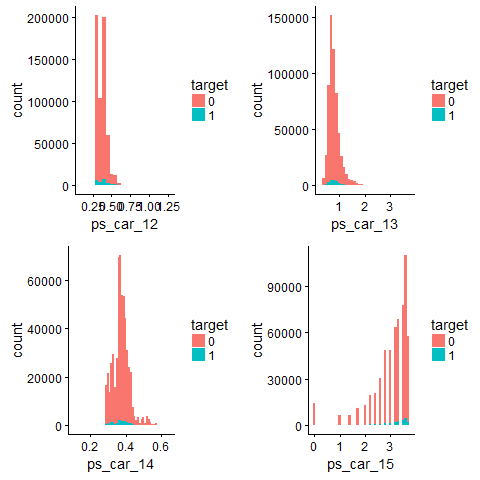 200000
150000
100000
50000
0
count
0.25 0.50 0.75 1.00 1.25
ps_car_12
target
0
1
150000
100000
50000
0
count
1 2 3
ps_car_13
target
0
1
60000
40000
20000
0
count
0.2 0.4 0.6
ps_car_14
target
0
1
90000
60000
30000
0
count
0 1 2 3
ps_car_15
target
0
1